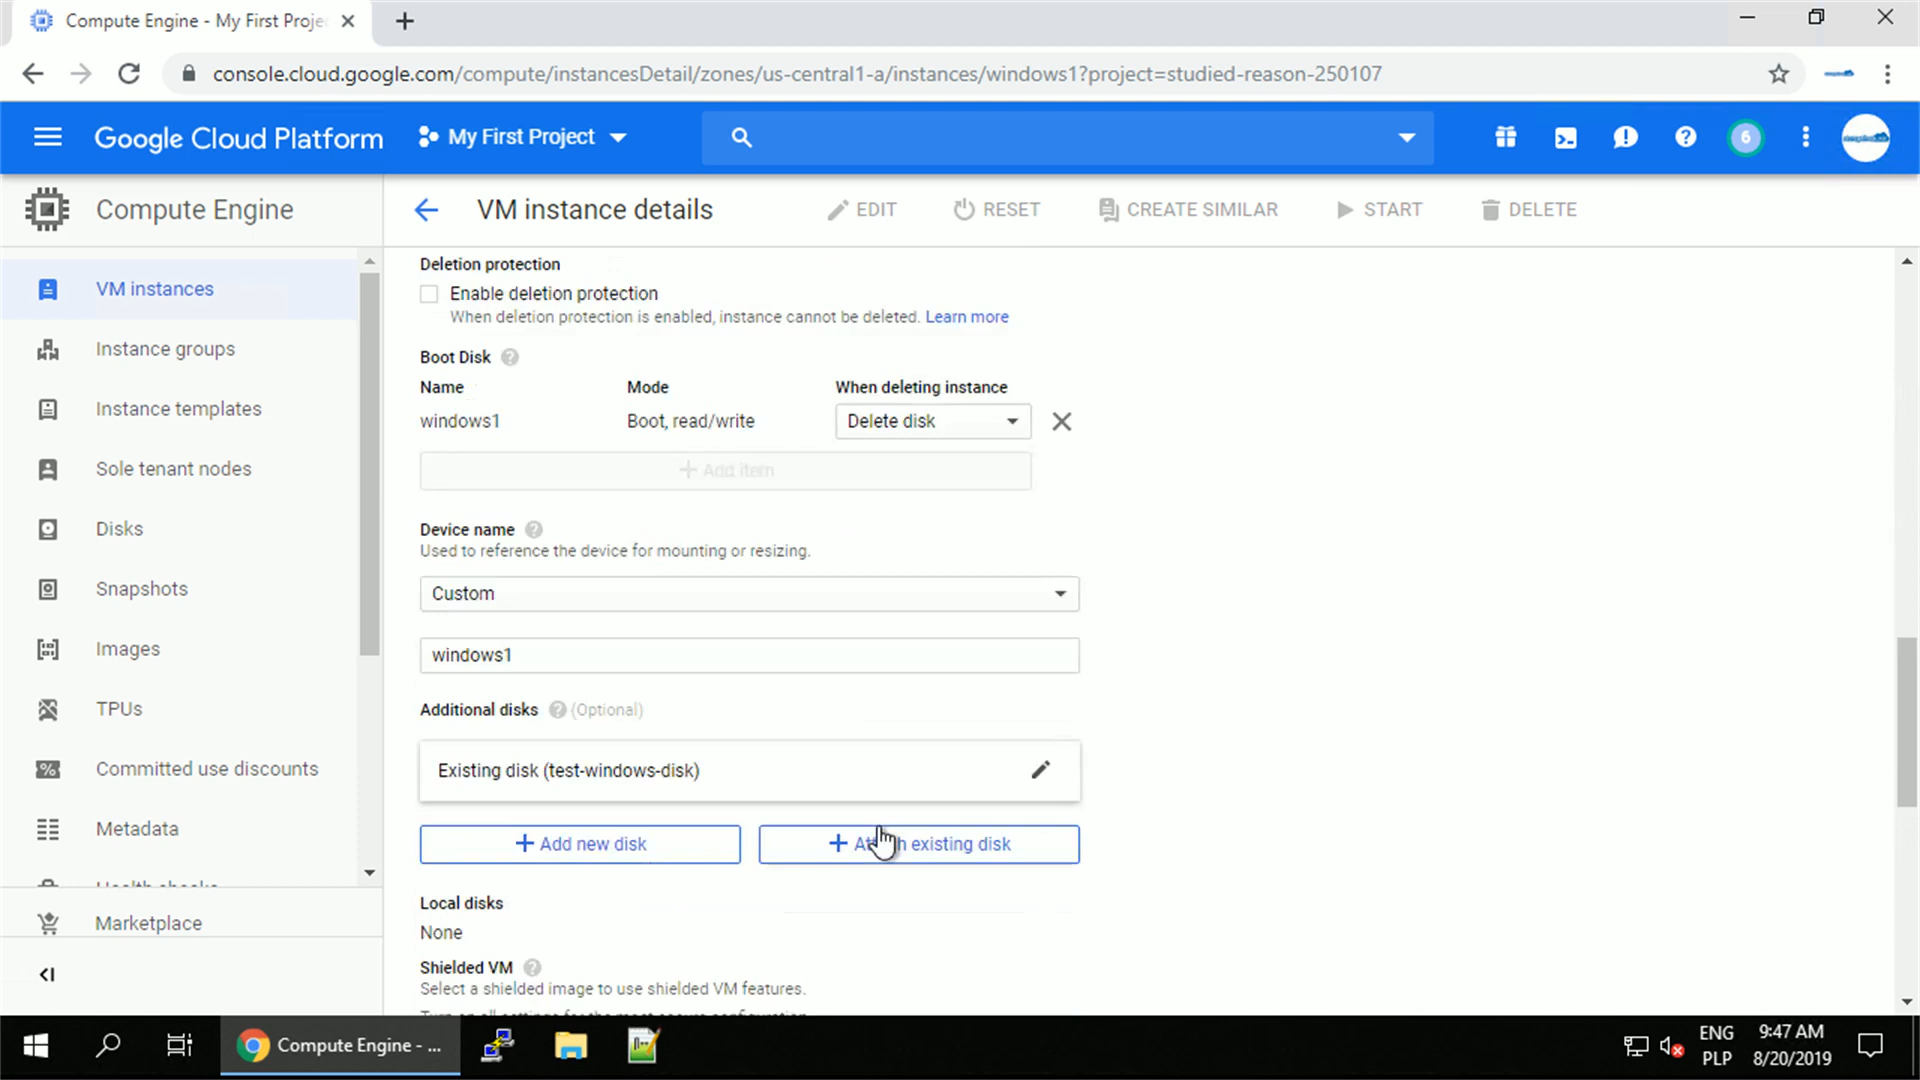 Compute Engine - My First Proje
console.cloud.google.com/compute/instancesDetail/zones/us-central1-a/instances/windows1?project=studied-reason-250107
Google Cloud Platform
My First Project
6
Compute Engine
VM instance details
EDIT
RESET
CREATE SIMILAR
START
DELETE
VM instances
Instance groups
Instance templates
Sole tenant nodes
Disks
Snapshots
Images
TPUs
Committed use discounts
Metadata
Health checks
Marketplace
Deletion protection
Enable deletion protection
When deletion protection is enabled, instance cannot be deleted. Learn more
Boot Disk
Name Mode When deleting instance
windows1 Boot, read/write Delete disk
Add item
Device name
Used to reference the device for mounting or resizing.
Custom
windows1
Additional disks (Optional)
Existing disk (test-windows-disk)
Add new disk
Attach existing disk
Local disks
None
Shielded VM
Select a shielded image to use shielded VM features.
Turn on all settings for the most secure configuration.
Compute Engine - ...
ENG
PLP
9:47 AM
8/20/2019